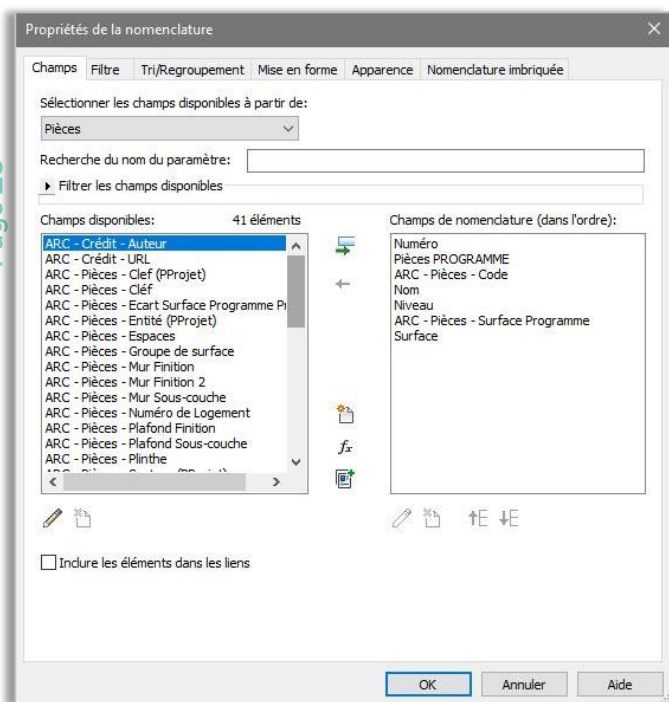 Propriétés de la nomenclature
Champs Filtre Tri/Regroupement Mise en forme Apparence Nomenclature imbriquée
Sélectionner les champs disponibles à partir de:
Pièces
Recherche du nom du paramètre:
Filtrer les champs disponibles
Champs disponibles: 41 éléments
ARC - Crédit - Auteur
ARC - Crédit - URL
ARC - Pièces - Clef (PProjet)
ARC - Pièces - Cléf
ARC - Pièces - Ecart Surface Programme Pr
ARC - Pièces - Entité (PProjet)
ARC - Pièces - Espaces
ARC - Pièces - Groupe de surface
ARC - Pièces - Mur Finition
ARC - Pièces - Mur Finition 2
ARC - Pièces - Mur Sous-couche
ARC - Pièces - Numéro de Logement
ARC - Pièces - Plafond Finition
ARC - Pièces - Plafond Sous-couche
ARC - Pièces - Plinthe
Champs de nomenclature (dans l'ordre):
Numéro
Pièces PROGRAMME
ARC - Pièces - Code
Nom
Niveau
ARC - Pièces - Surface Programme
Surface
fx
Inclure les éléments dans les liens
OK Annuler Aide